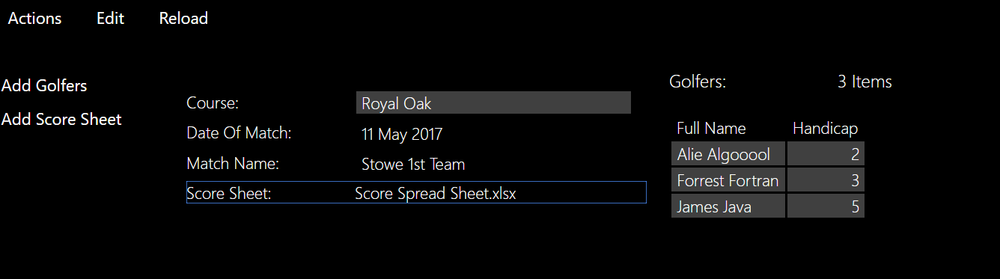 Actions Edit Reload
Add Golfers
Add Score Sheet
Course: Royal Oak
Date Of Match: 11 May 2017
Match Name: Stowe 1st Team
Score Sheet: Score Spread Sheet.xlsx
Golfers: 3 Items
Full Name Handicap
Alie Algooool 2
Forrest Fortran 3
James Java 5